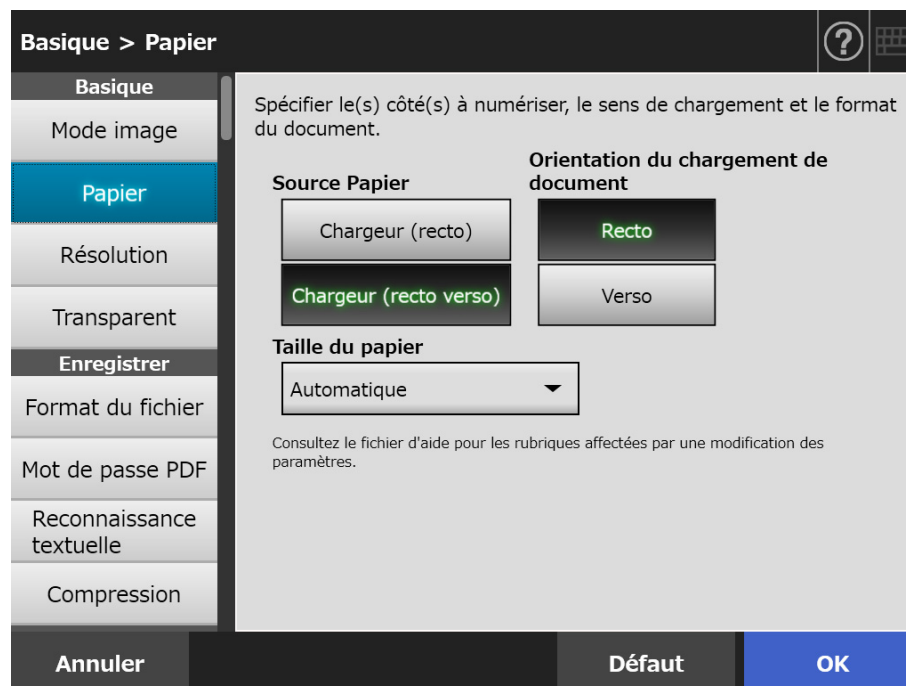 Basique > Papier
?
Basique
Mode image
Papier
Résolution
Transparent
Enregistrer
Format du fichier
Mot de passe PDF
Reconnaissance
textuelle
Compression
Spécifier le(s) côté(s) à numériser, le sens de chargement et le format
du document.
Source Papier
Chargeur (recto)
Chargeur (recto verso)
Orientation du chargement de
document
Recto
Verso
Taille du papier
Automatique
Consultez le fichier d'aide pour les rubriques affectées par une modification des
paramètres.
Annuler
Défaut
OK